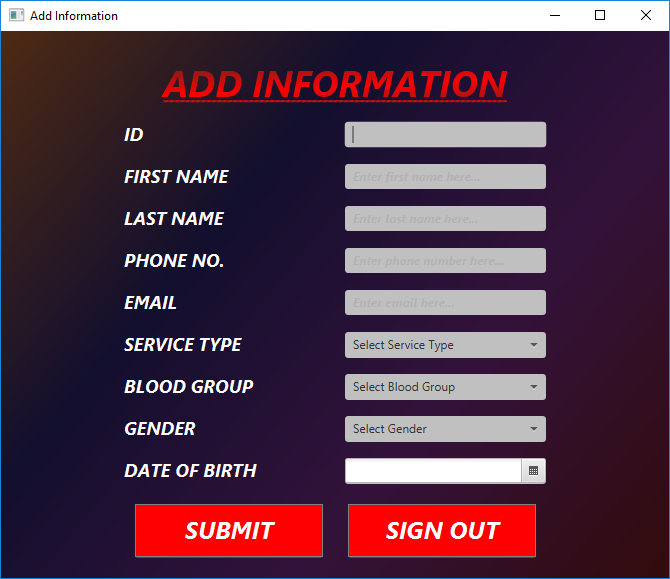 Add Information
ADD INFORMATION
ID
FIRST NAME Enter first name here...
LAST NAME Enter last name here...
PHONE NO. Enter phone number here...
EMAIL Enter email here...
SERVICE TYPE Select Service Type
BLOOD GROUP Select Blood Group
GENDER Select Gender
DATE OF BIRTH
SUBMIT SIGN OUT